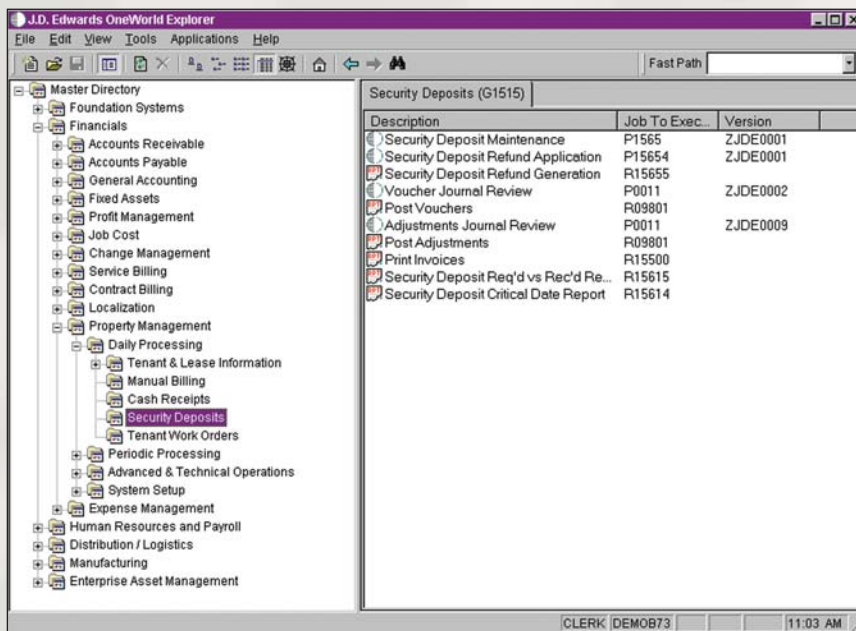 J.D. Edwards OneWorld Explorer
File Edit View Tools Applications Help
Fast Path
Master Directory
Foundation Systems
Financials
Accounts Receivable
Accounts Payable
General Accounting
Fixed Assets
Profit Management
Job Cost
Change Management
Service Billing
Contract Billing
Localization
Property Management
Daily Processing
Tenant & Lease Information
Manual Billing
Cash Receipts
Security Deposits
Tenant Work Orders
Periodic Processing
Advanced & Technical Operations
System Setup
Expense Management
Human Resources and Payroll
Distribution / Logistics
Manufacturing
Enterprise Asset Management
Security Deposits (G1515)
Description Job To Exec... Version
Security Deposit Maintenance P1565 ZJDE0001
Security Deposit Refund Application P15654 ZJDE0001
Security Deposit Refund Generation R15655
Voucher Journal Review P0011 ZJDE0002
Post Vouchers R09801
Adjustments Journal Review P0011 ZJDE0009
Post Adjustments R09801
Print Invoices R15500
Security Deposit Req'd vs Rec'd Re... R15615
Security Deposit Critical Date Report R15614
CLERK DEMOB73 11:03 AM